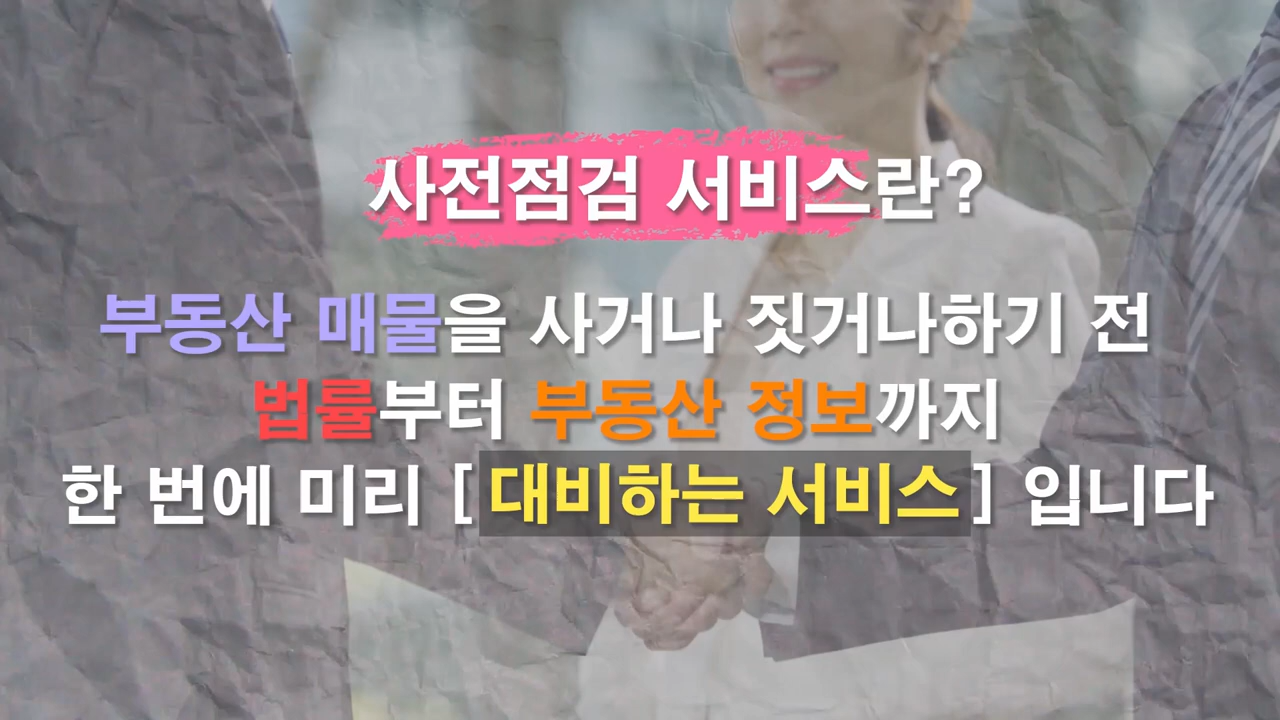 사전점검 서비스란?
부동산 매물을 사거나 짓거나하기 전
법률부터 부동산 정보까지
한 번에 미리 [대비하는 서비스] 입니다